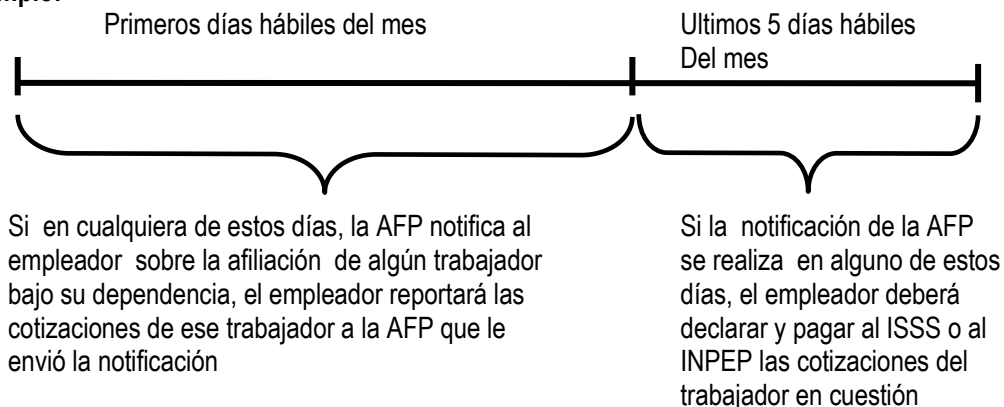 Primeros días hábiles del mes
Ultimos 5 días hábiles
Del mes
Si en cualquiera de estos días, la AFP notifica al
empleador sobre la afiliación de algún trabajador
bajo su dependencia, el empleador reportará las
cotizaciones de ese trabajador a la AFP que le
envió la notificación
Si la notificación de la AFP
se realiza en alguno de estos
días, el empleador deberá
declarar y pagar al ISSS o al
INPEP las cotizaciones del
trabajador en cuestión